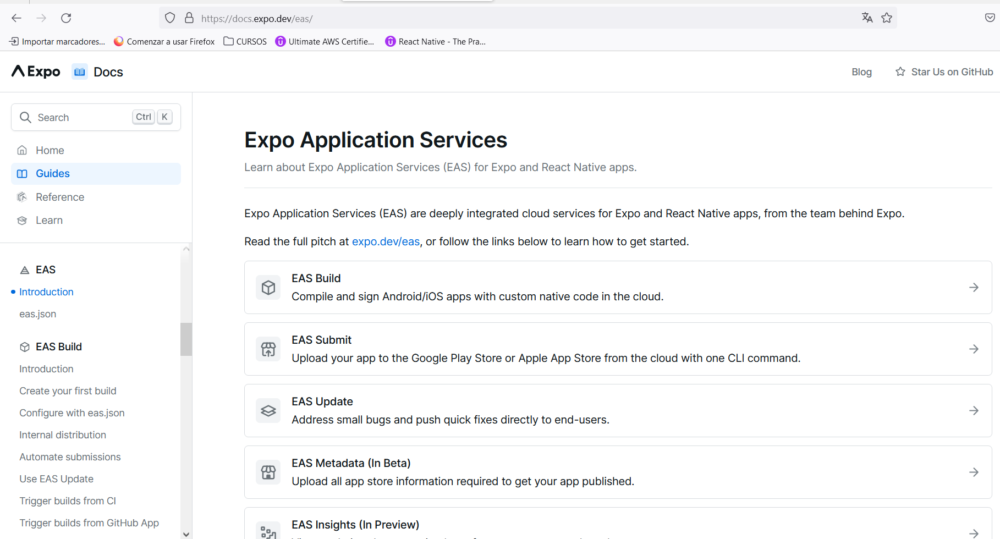 https://docs.expo.dev/eas/
Importar marcadores...
Comenzar a usar Firefox
CURSOS
Ultimate AWS Certifie...
React Native - The Pra...
Expo
Docs
Blog
Star Us on GitHub
Search
Ctrl
K
Home
Guides
Reference
Learn
EAS
Introduction
eas.json
EAS Build
Introduction
Create your first build
Configure with eas.json
Internal distribution
Automate submissions
Use EAS Update
Trigger builds from CI
Trigger builds from GitHub App
Expo Application Services
Learn about Expo Application Services (EAS) for Expo and React Native apps.
Expo Application Services (EAS) are deeply integrated cloud services for Expo and React Native apps, from the team behind Expo.
Read the full pitch at expo.dev/eas, or follow the links below to learn how to get started.
EAS Build
Compile and sign Android/iOS apps with custom native code in the cloud.
EAS Submit
Upload your app to the Google Play Store or Apple App Store from the cloud with one CLI command.
EAS Update
Address small bugs and push quick fixes directly to end-users.
EAS Metadata (In Beta)
Upload all app store information required to get your app published.
EAS Insights (In Preview)